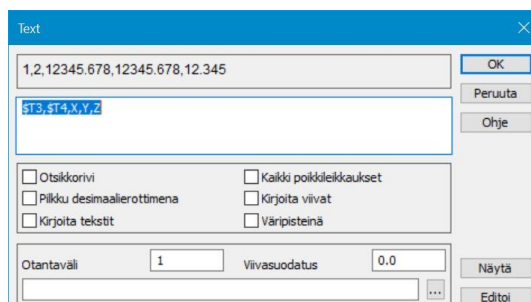 Text
1,2,12345.678,12345.678,12.345
OK
$T3,$T4,X,Y,Z
Peruuta
Ohje
Otsikkorivi
Kaikki poikkileikkaukset
Pilkku desimaalierottimena
Kirjoita viivat
Kirjoita tekstit
Väripisteinä
Otantaväli
1
Viivasuodatus
0.0
Näytä
...
Editoi